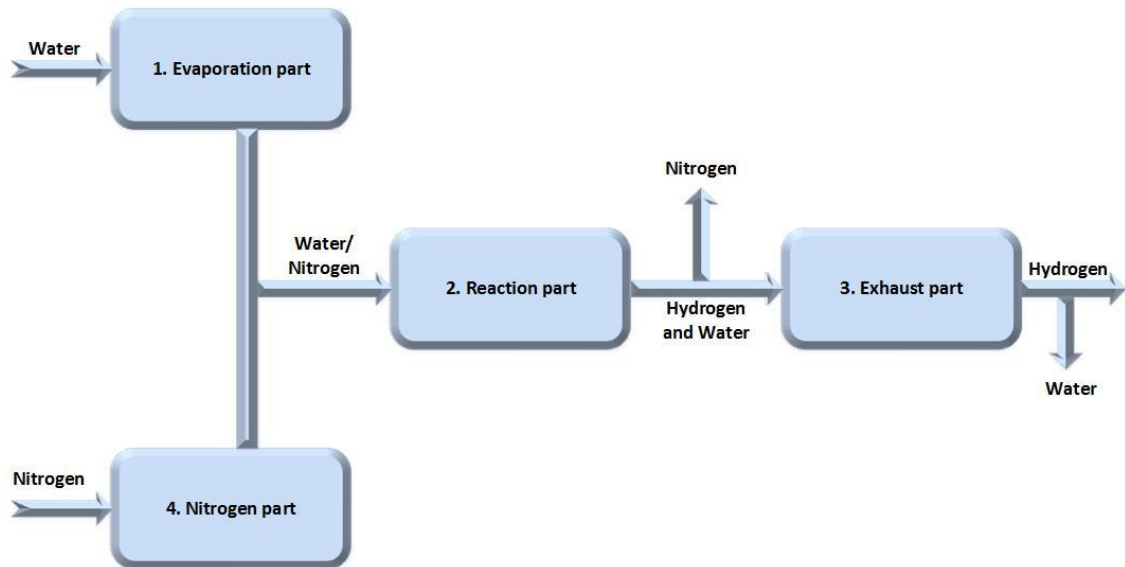 Water
1. Evaporation part
Nitrogen
Water/
Nitrogen
2. Reaction part
Hydrogen
and Water
3. Exhaust part
Hydrogen
Water
Nitrogen
4. Nitrogen part